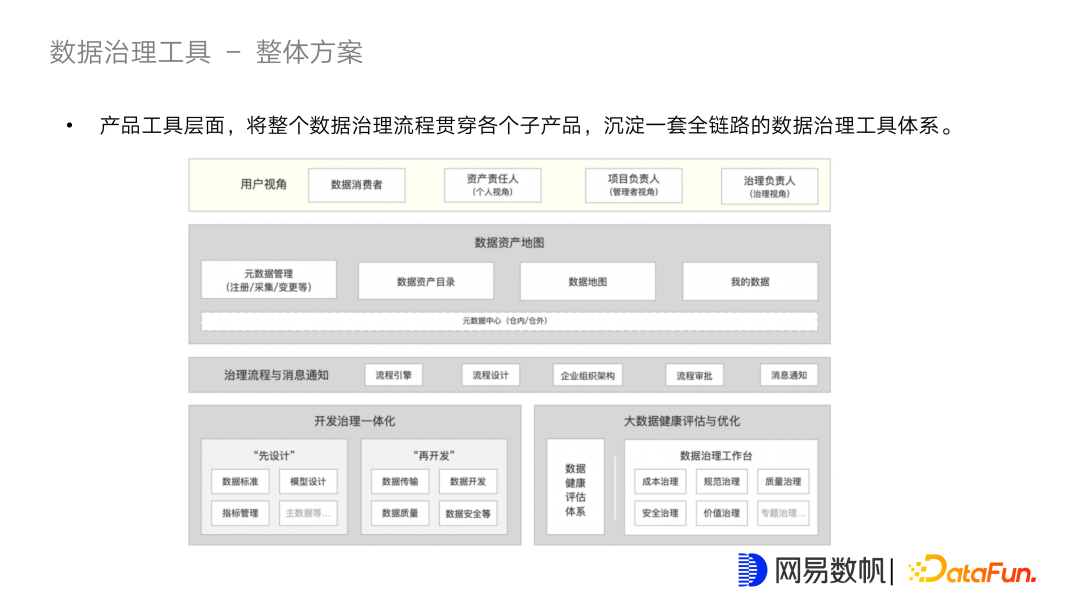 数据治理工具 – 整体方案
• 产品工具层面，将整个数据治理流程贯穿各个子产品，沉淀一套全链路的数据治理工具体系。
用户视角
数据消费者
资产责任人
(个人视角)
项目负责人
(管理者视角)
治理负责人
(治理视角)
数据资产地图
元数据管理
(注册/采集/变更等)
数据资产目录
数据地图
我的数据
元数据中心（仓内/仓外）
治理流程与消息通知
流程引擎
流程设计
企业组织架构
流程审批
消息通知
开发治理一体化
“先设计”
数据标准
模型设计
指标管理
主数据等...
“再开发”
数据传输
数据开发
数据质量
数据安全等
大数据健康评估与优化
数据
健康
评估
体系
数据治理工作台
成本治理
规范治理
质量治理
安全治理
价值治理
专题治理...
网易数帆
DataFun.